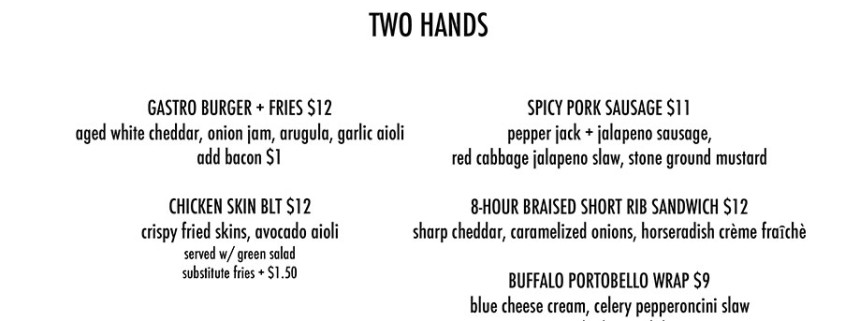 TWO HANDS
GASTRO BURGER + FRIES $12
aged white cheddar, onion jam, arugula, garlic aioli
add bacon $1
CHICKEN SKIN BLT $12
crispy fried skins, avocado aioli
served w/ green salad
substitute fries + $1.50
SPICY PORK SAUSAGE $11
pepper jack + jalapeno sausage,
red cabbage jalapeno slaw, stone ground mustard
8-HOUR BRAISED SHORT RIB SANDWICH $12
sharp cheddar, caramelized onions, horseradish crème fraîchè
BUFFALO PORTOBELLO WRAP $9
blue cheese cream, celery pepperoncini slaw